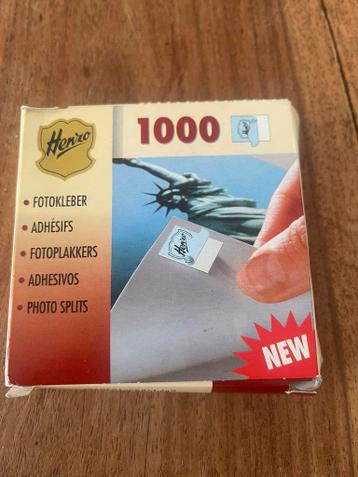 Henzo
1000
• FOTOKLEBER
• ADHÉSIFS
• FOTOPLAKKERS
• ADHESIVOS
• PHOTO SPLITS
Henzo
NEW